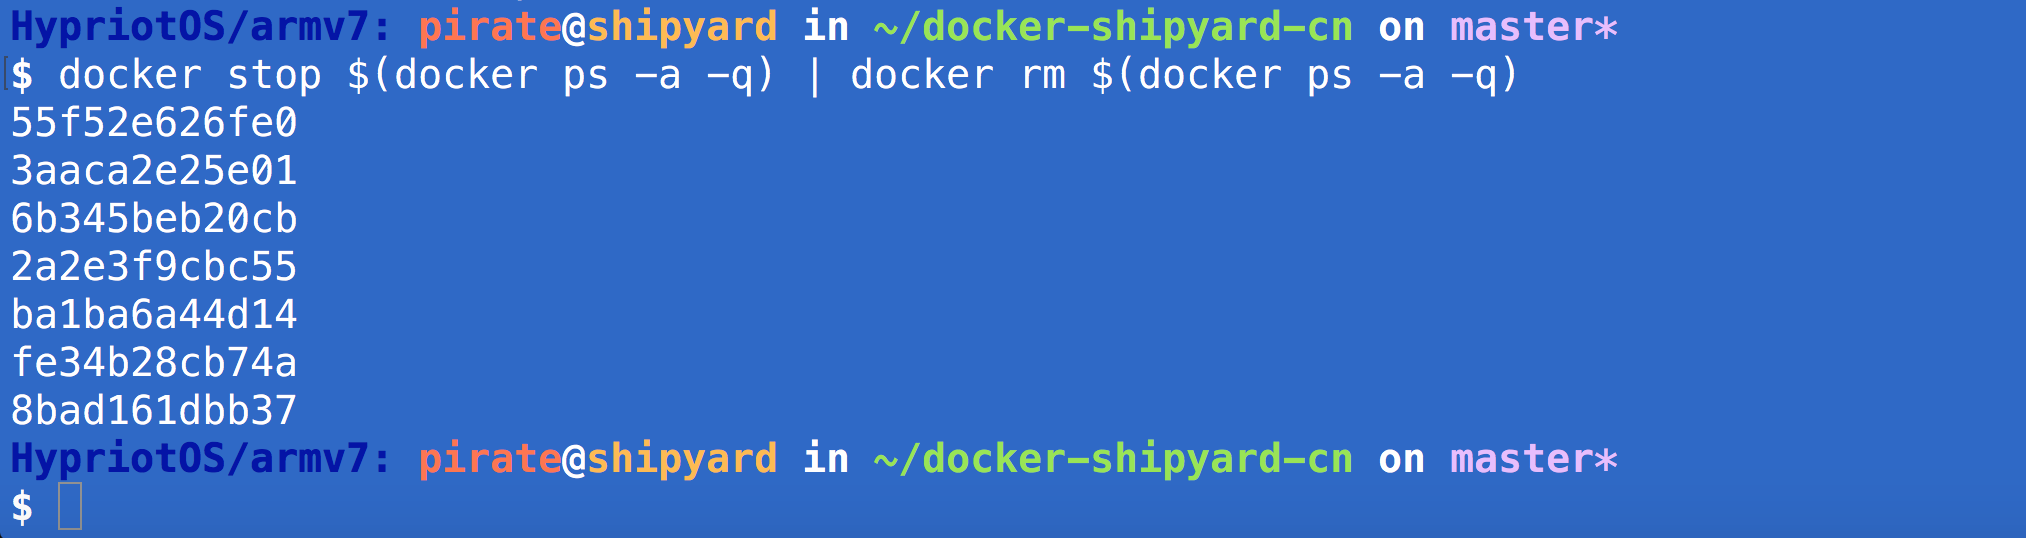 HypriotOS/armv7: pirate@shipyard in ~/docker-shipyard-cn on master*
$ docker stop $(docker ps -a -q) | docker rm $(docker ps -a -q)
55f52e626fe0
3aaca2e25e01
6b345beb20cb
2a2e3f9cbc55
ba1ba6a44d14
fe34b28cb74a
8bad161dbb37
HypriotOS/armv7: pirate@shipyard in ~/docker-shipyard-cn on master*
$